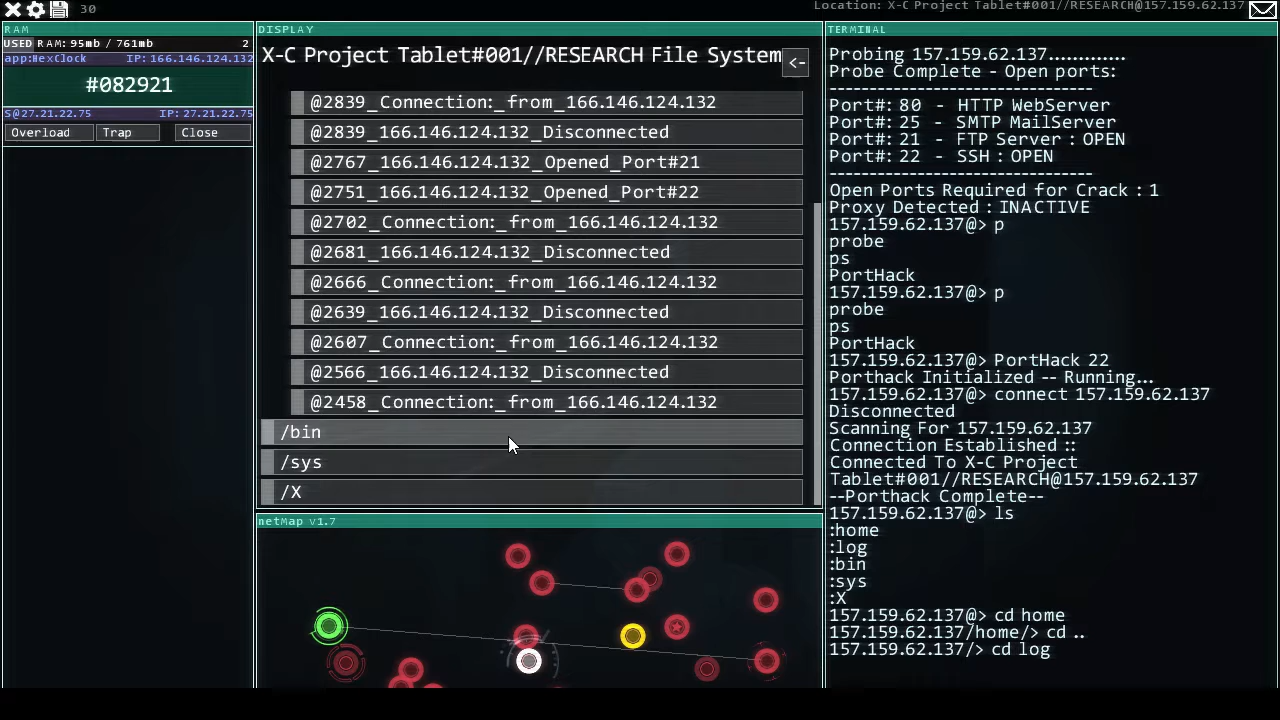 30
Location: X-C Project Tablet#001//RESEARCH@157.159.62.137
RAM
USED RAM: 95mb / 761mb 2
app:HexClock IP: 166.146.124.132
#082921
S@27.21.22.75 IP: 27.21.22.75
Overload Trap Close
DISPLAY
X-C Project Tablet#001//RESEARCH File System
<-
@2839_Connection:_from_166.146.124.132
@2839_166.146.124.132_Disconnected
@2767_166.146.124.132_Opened_Port#21
@2751_166.146.124.132_Opened_Port#22
@2702_Connection:_from_166.146.124.132
@2681_166.146.124.132_Disconnected
@2666_Connection:_from_166.146.124.132
@2639_166.146.124.132_Disconnected
@2607_Connection:_from_166.146.124.132
@2566_166.146.124.132_Disconnected
@2458_Connection:_from_166.146.124.132
/bin
/sys
/X
netMap v1.7
TERMINAL
Probing 157.159.62.137.............
Probe Complete - Open ports:
-------------------------------
Port#: 80 - HTTP WebServer
Port#: 25 - SMTP MailServer
Port#: 21 - FTP Server : OPEN
Port#: 22 - SSH : OPEN
-------------------------------
Open Ports Required for Crack : 1
Proxy Detected : INACTIVE
157.159.62.137@> p
probe
ps
PortHack
157.159.62.137@> p
probe
ps
PortHack
157.159.62.137@> PortHack 22
Porthack Initialized -- Running...
157.159.62.137@> connect 157.159.62.137
Disconnected
Scanning For 157.159.62.137
Connection Established ::
Connected To X-C Project
Tablet#001//RESEARCH@157.159.62.137
--Porthack Complete--
157.159.62.137@> ls
:home
:log
:bin
:sys
:X
157.159.62.137@> cd home
157.159.62.137/home/> cd ..
157.159.62.137/> cd log